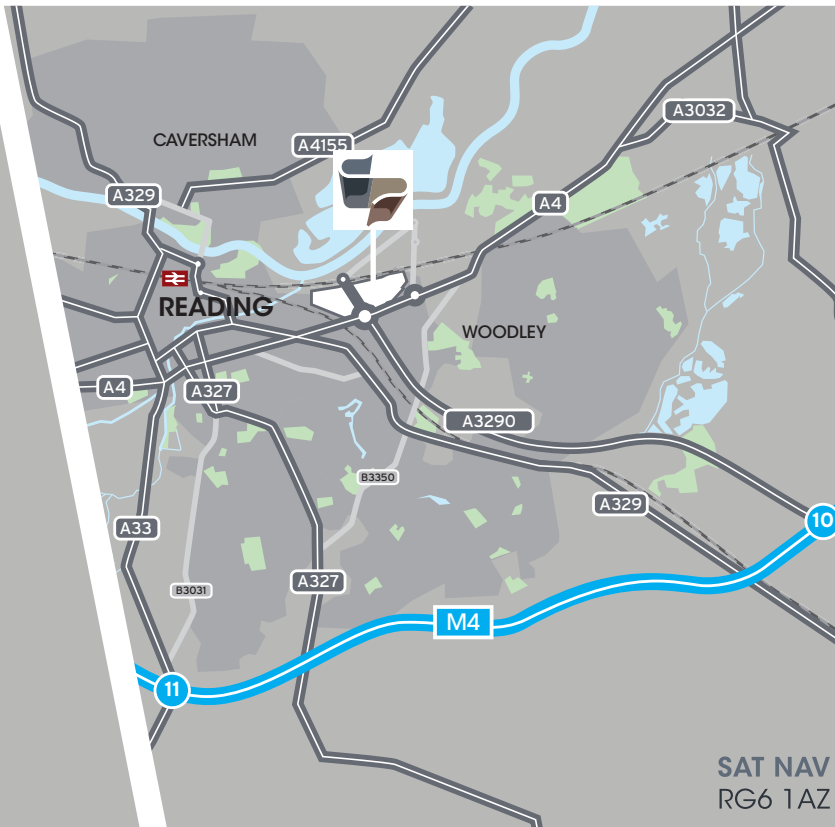 A3032
CAVERSHAM
A4155
A329
A4
READING
WOODLEY
A4
A327
A3290
B3350
A329
10
A33
A327
B3031
M4
11
SAT NAV
RG6 1AZ